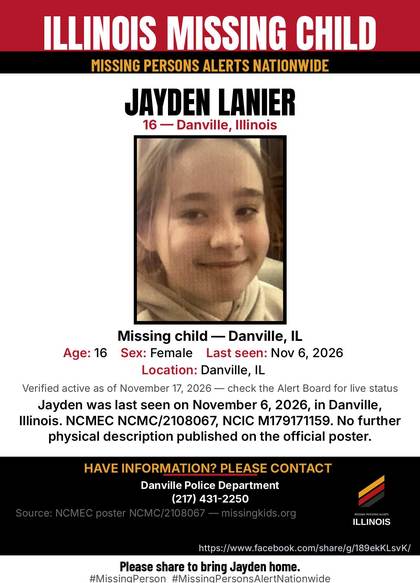 ILLINOIS MISSING CHILD
MISSING PERSONS ALERTS NATIONWIDE
JAYDEN LANIER
16 — Danville, Illinois
Missing child — Danville, IL
Age: 16 Sex: Female Last seen: Nov 6, 2026
Location: Danville, IL
Verified active as of November 17, 2026 — check the Alert Board for live status
Jayden was last seen on November 6, 2026, in Danville,
Illinois. NCMEC NCMC/2108067, NCIC M179171159. No further
physical description published on the official poster.
HAVE INFORMATION? PLEASE CONTACT
Danville Police Department
(217) 431-2250
Source: NCMEC poster NCMC/2108067 — missingkids.org
MISSING PERSONS ALERTS
ILLINOIS
https://www.facebook.com/share/g/189ekKLsvK/
Please share to bring Jayden home.
#MissingPerson #MissingPersonsAlertNationwide